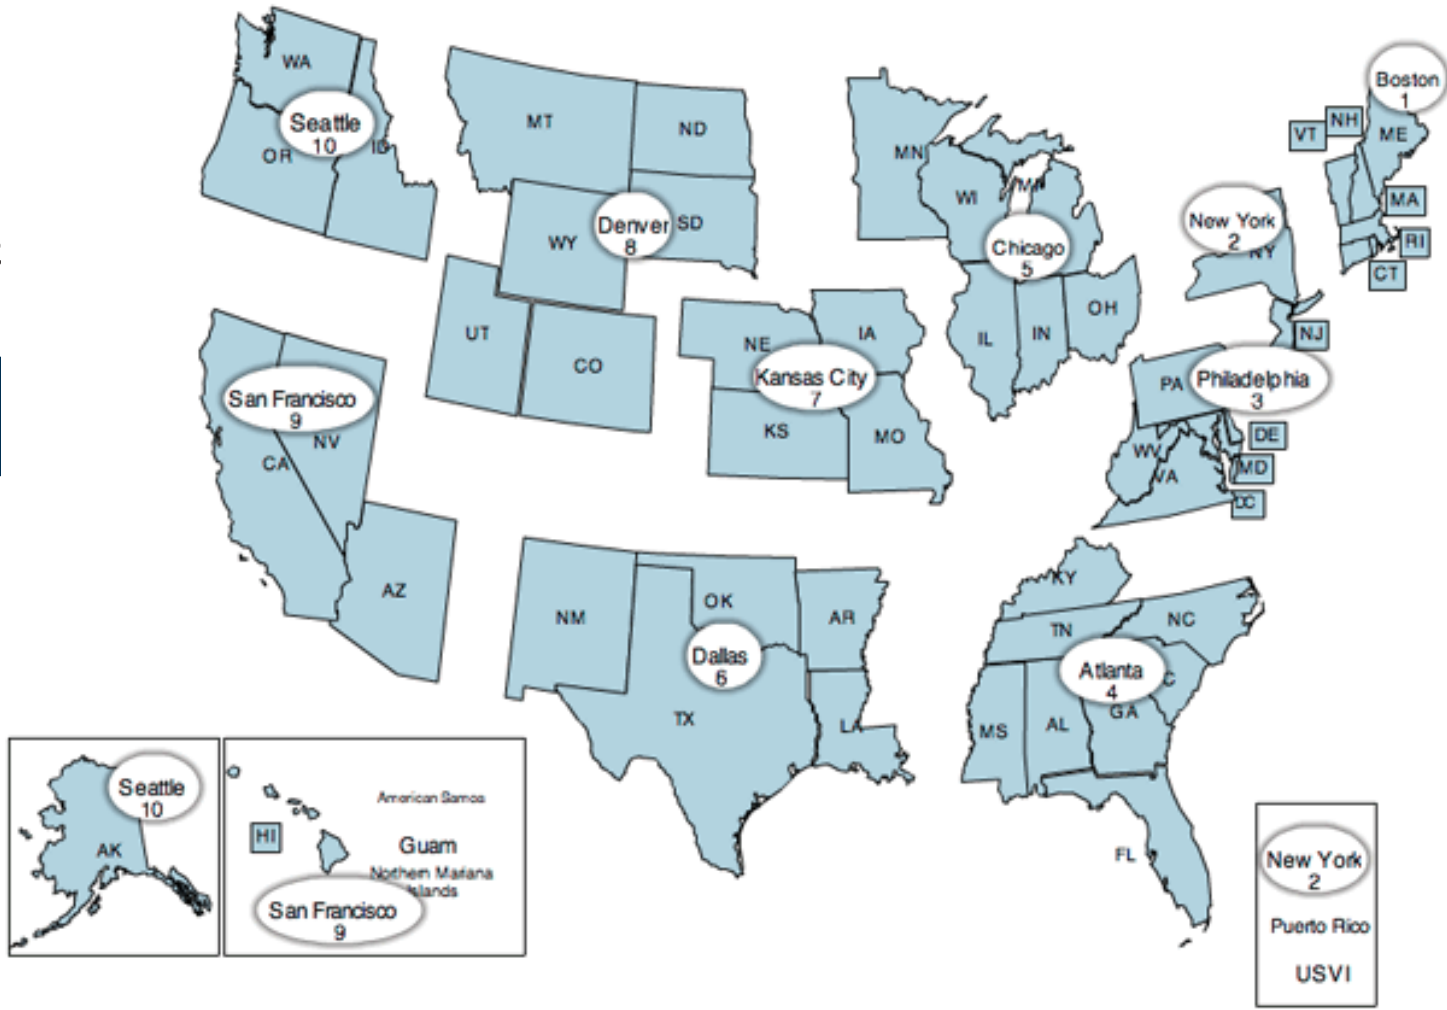 WA
Seattle
10
OR
ID
MT
ND
Denver
8
SD
WY
UT
CO
MN
WI
MI
Chicago
5
IL
IN
OH
Boston
1
ME
NH
VT
MA
RI
CT
New York
2
NY
NJ
San Francisco
9
NV
CA
AZ
NE
IA
Kansas City
7
KS
MO
PA
Philadelphia
3
DE
WV
MD
VA
DC
NM
OK
AR
Dallas
6
TX
LA
KY
TN
NC
Atlanta
4
C
GA
MS
AL
FL
Seattle
10
AK
American Samoa
HI
Guam
Northern Mariana
Islands
San Francisco
9
New York
2
Puerto Rico
USVI